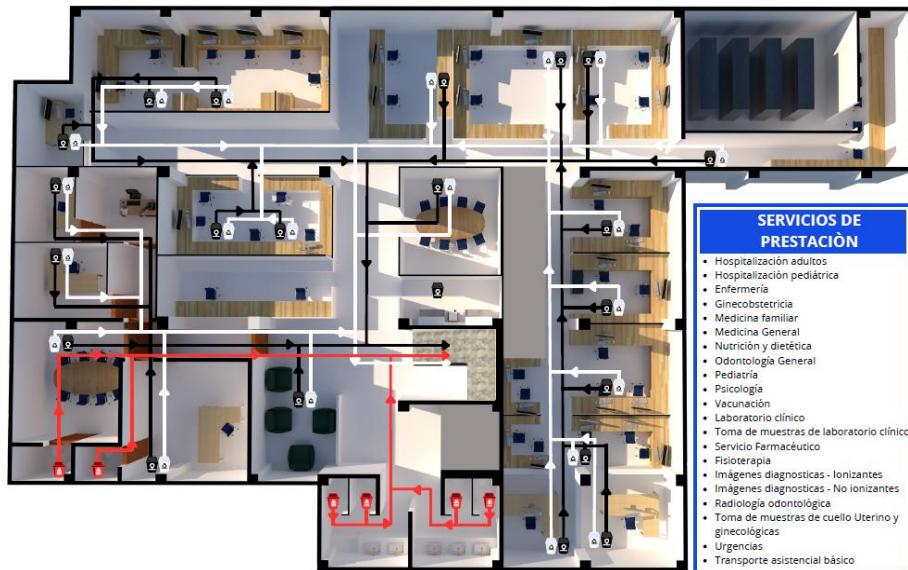 SERVICIOS DE
PRESTACIÒN
• Hospitalización adultos
• Hospitalización pediátrica
• Enfermería
• Ginecobstetricia
• Medicina familiar
• Medicina General
• Nutrición y dietética
• Odontología General
• Pediatría
• Psicología
• Vacunación
• Laboratorio clínico
• Toma de muestras de laboratorio clínico
• Servicio Farmacéutico
• Fisioterapia
• Imágenes diagnosticas - Ionizantes
• Imágenes diagnosticas - No ionizantes
• Radiología odontológica
• Toma de muestras de cuello Uterino y
ginecológicas
• Urgencias
• Transporte asistencial básico